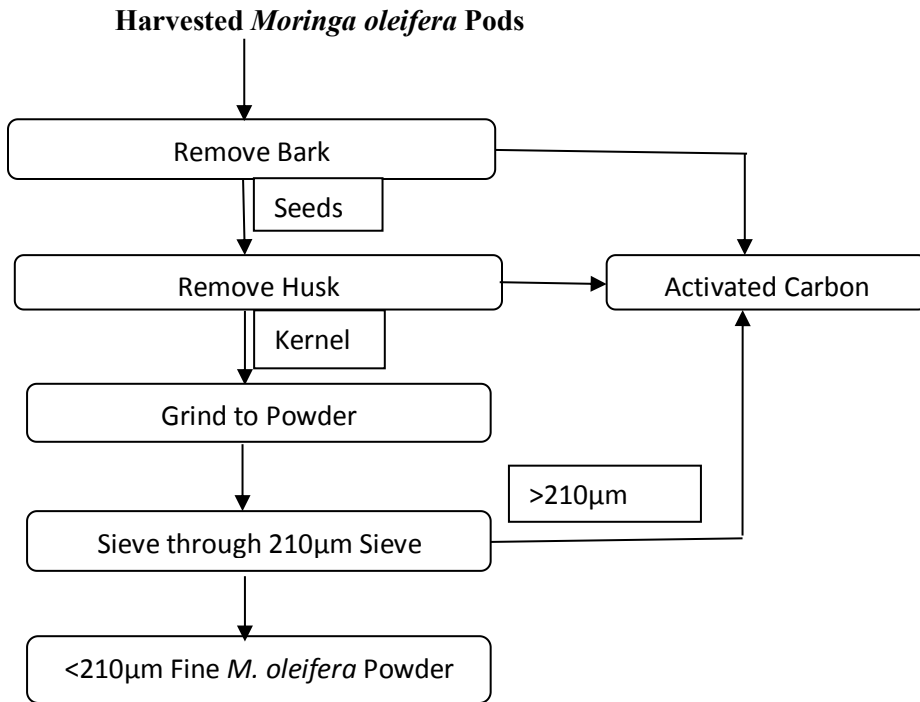 Harvested Moringa oleifera Pods
Remove Bark
Seeds
Remove Husk
Activated Carbon
Kernel
Grind to Powder
>210µm
Sieve through 210µm Sieve
<210µm Fine M. oleifera Powder